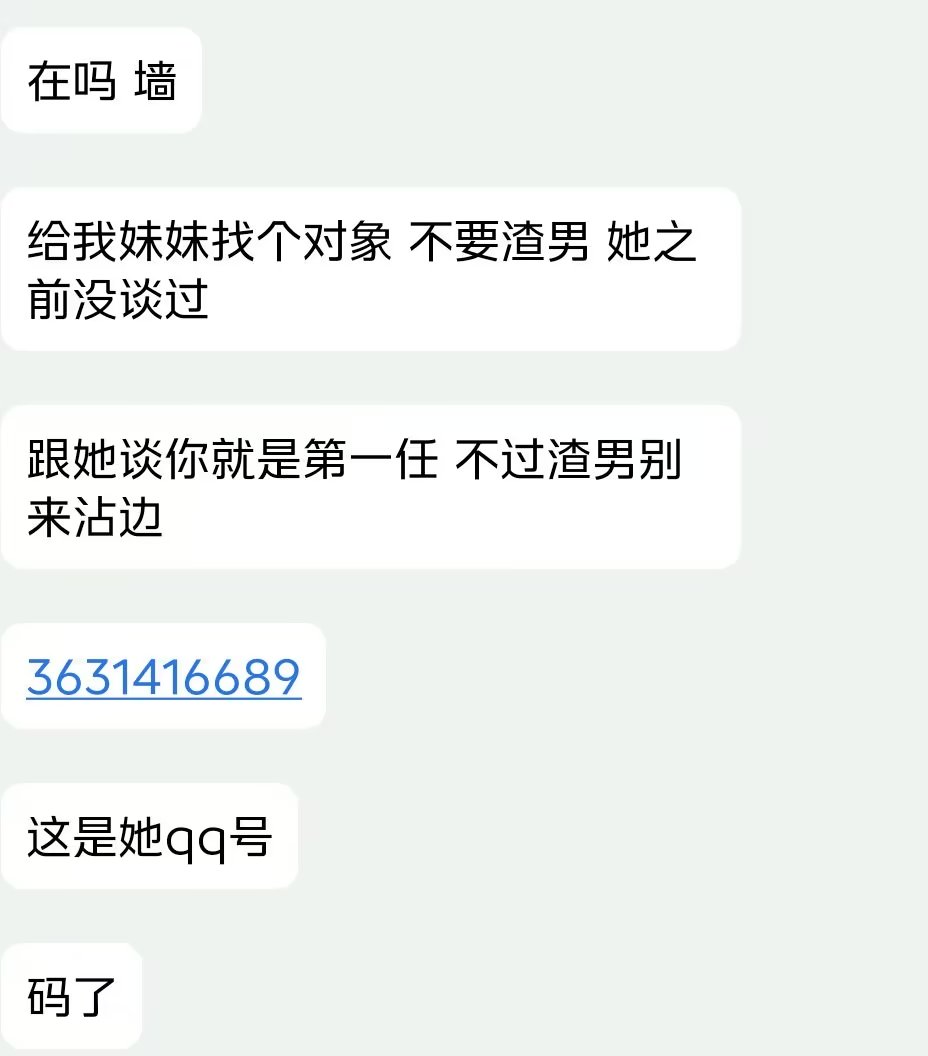 在吗 墙
给我妹妹找个对象 不要渣男 她之
前没谈过
跟她谈你就是第一任 不过渣男别
来沾边
3631416689
这是她qq号
码了